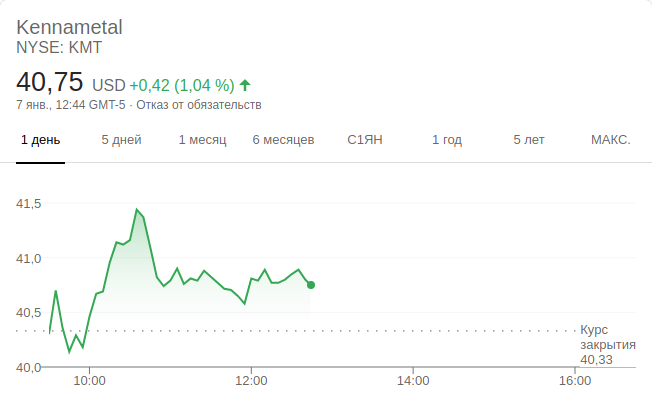 Kennametal
NYSE: KMT
40,75 USD +0,42 (1,04 %)
7 янв., 12:44 GMT-5 · Отказ от обязательств
1 день 5 дней 1 месяц 6 месяцев С1ЯН 1 год 5 лет МАКС.
41,5
41,0
40,5
Курс
закрытия
40,33
40,0
10:00 12:00 14:00 16:00